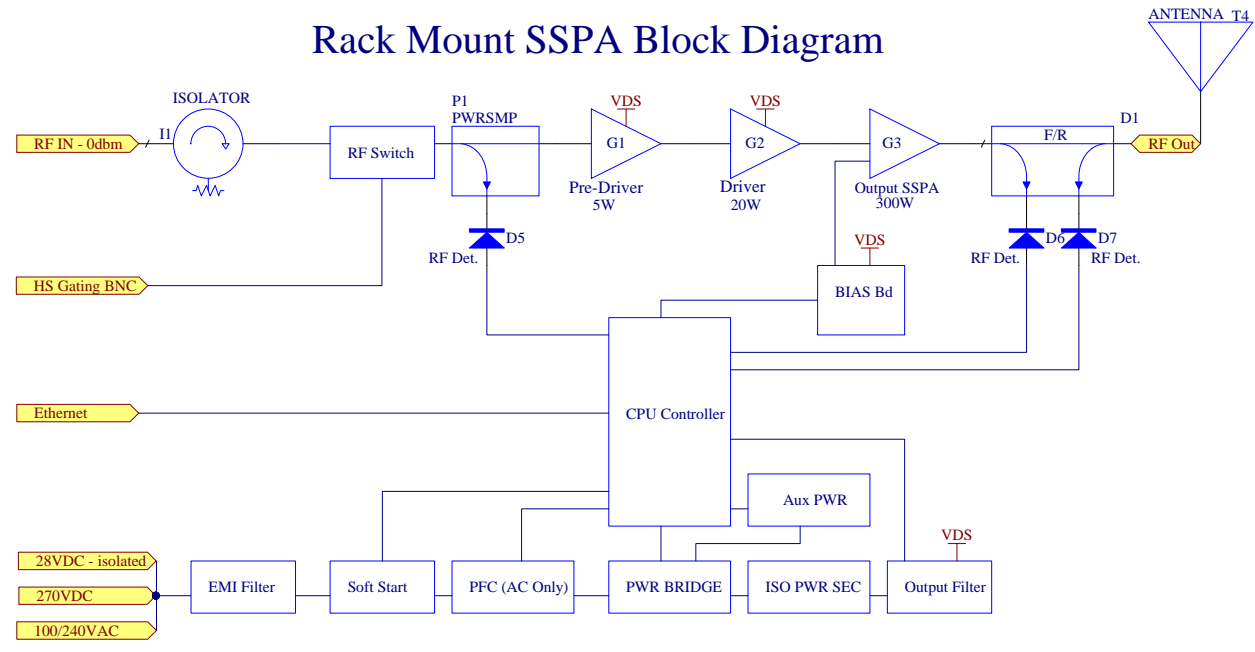 Rack Mount SSPA Block Diagram
ANTENNA T4
ISOLATOR
P1
PWRSMP
VDS
VDS
D1
RF IN - 0dbm
I1
RF Switch
G1
G2
G3
F/R
RF Out
Pre-Driver
5W
Driver
20W
Output SSPA
300W
D5
RF Det.
VDS
D6
RF Det.
D7
RF Det.
HS Gating BNC
BIAS Bd
Ethernet
CPU Controller
Aux PWR
VDS
28VDC - isolated
270VDC
100/240VAC
EMI Filter
Soft Start
PFC (AC Only)
PWR BRIDGE
ISO PWR SEC
Output Filter